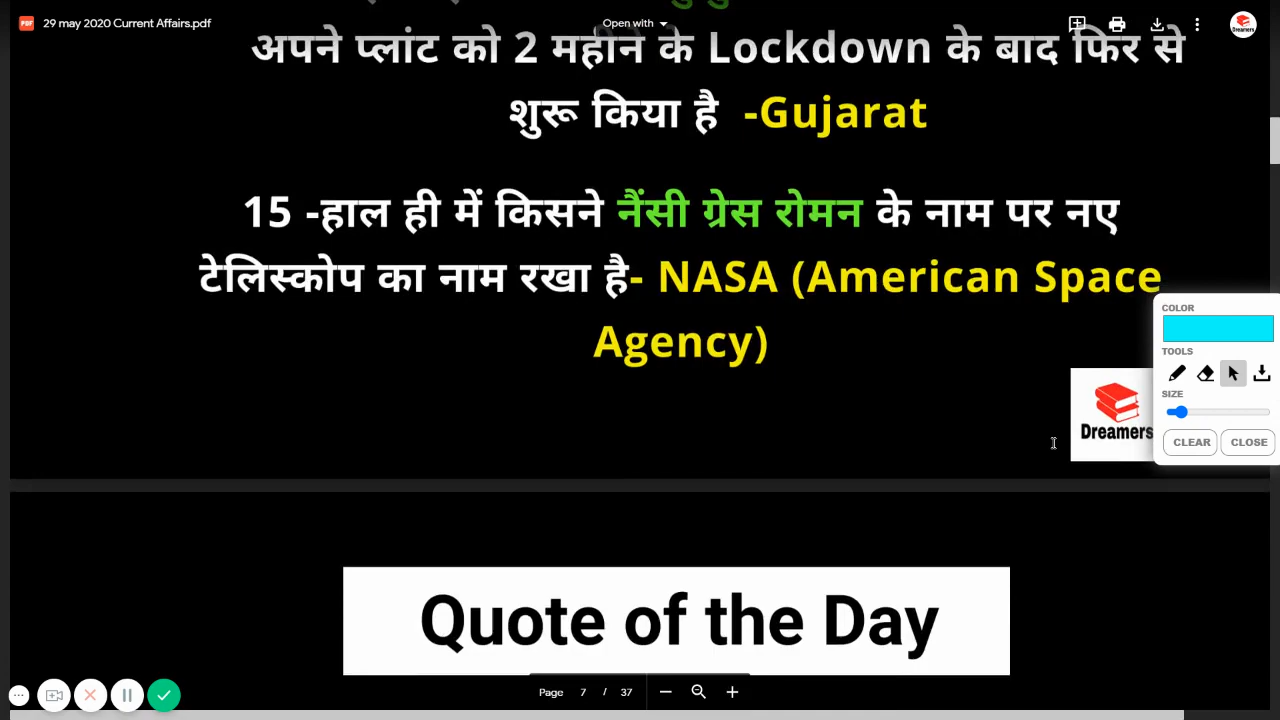 29 may 2020 Current Affairs.pdf
Open with
अपने प्लांट को 2 महीने के Lockdown के बाद फिर से
शुरू किया है -Gujarat
15 -हाल ही में किसने नैंसी ग्रेस रोमन के नाम पर नए
टेलिस्कोप का नाम रखा है- NASA (American Space
Agency)
COLOR
TOOLS
SIZE
CLEAR CLOSE
Dreamers
Quote of the Day
Page 7 / 37